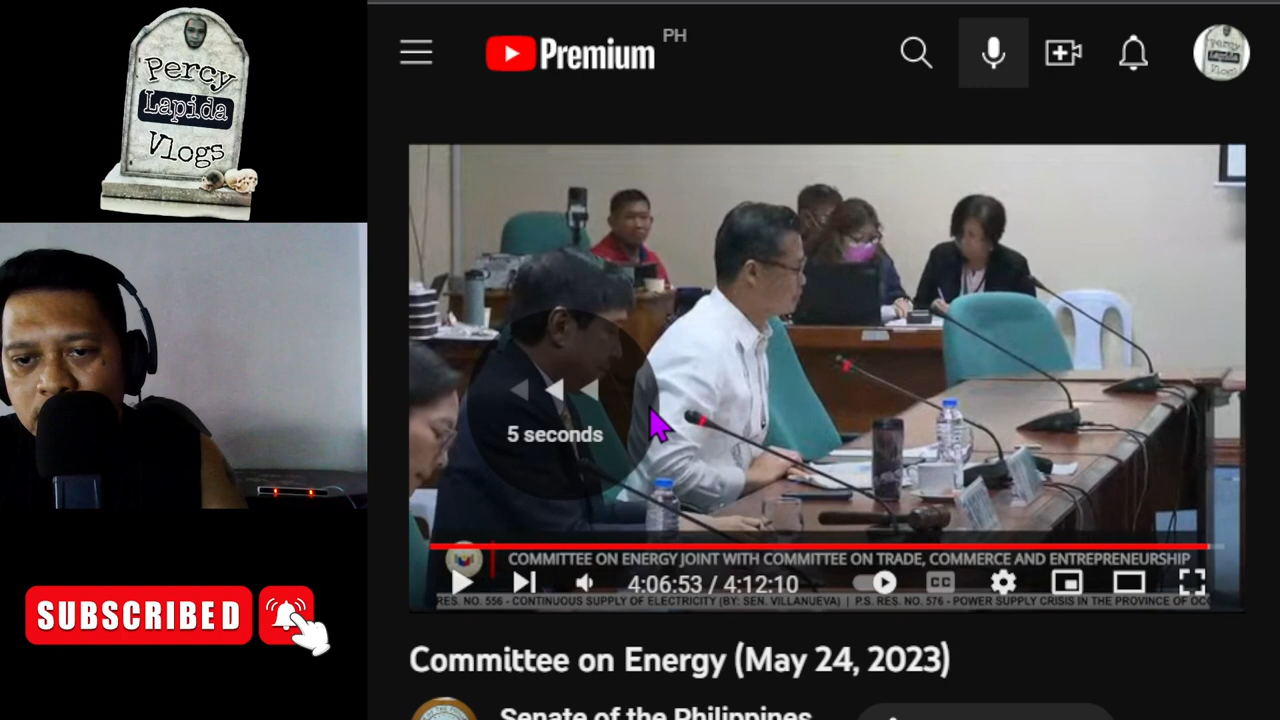 Percy
Lapida
Vlogs
SUBSCRIBED
Premium PH
5 seconds
COMMITTEE ON ENERGY JOINT WITH COMMITTEE ON TRADE, COMMERCE AND ENTREPRENEURSHIP
4:06:53 / 4:12:10
CC
RES. NO. 556 - CONTINUOUS SUPPLY OF ELECTRICITY (BY: SEN. VILLANUEVA) | P.S. RES. NO. 576 - POWER SUPPLY CRISIS IN THE PROVINCE OF OC
Committee on Energy (May 24, 2023)
Senate of the Philippines